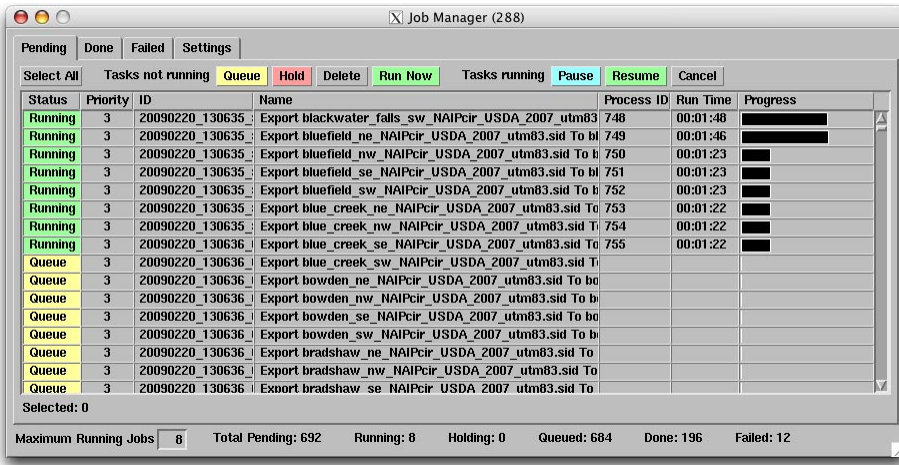 Job Manager (288)
Pending Done Failed Settings
Select All Tasks not running Queue Hold Delete Run Now Tasks running Pause Resume Cancel
Status Priority ID Name Process ID Run Time Progress
Running 3 20090220_130635_ Export blackwater_falls_sw_NAIPcir_USDA_2007_utm83 748 00:01:48
Running 3 20090220_130635_ Export bluefield_ne_NAIPcir_USDA_2007_utm83.sid To bl 749 00:01:46
Running 3 20090220_130635_ Export bluefield_nw_NAIPcir_USDA_2007_utm83.sid To b 750 00:01:23
Running 3 20090220_130635_ Export bluefield_se_NAIPcir_USDA_2007_utm83.sid To bl 751 00:01:23
Running 3 20090220_130635_ Export bluefield_sw_NAIPcir_USDA_2007_utm83.sid To b 752 00:01:23
Running 3 20090220_130635_ Export blue_creek_ne_NAIPcir_USDA_2007_utm83.sid To 753 00:01:22
Running 3 20090220_130635_ Export blue_creek_nw_NAIPcir_USDA_2007_utm83.sid To 754 00:01:22
Running 3 20090220_130636_ Export blue_creek_se_NAIPcir_USDA_2007_utm83.sid To 755 00:01:22
Queue 3 20090220_130636_ Export blue_creek_sw_NAIPcir_USDA_2007_utm83.sid T
Queue 3 20090220_130636_ Export bowden_ne_NAIPcir_USDA_2007_utm83.sid To bo
Queue 3 20090220_130636_ Export bowden_nw_NAIPcir_USDA_2007_utm83.sid To b
Queue 3 20090220_130636_ Export bowden_se_NAIPcir_USDA_2007_utm83.sid To bo
Queue 3 20090220_130636_ Export bowden_sw_NAIPcir_USDA_2007_utm83.sid To b
Queue 3 20090220_130636_ Export bradshaw_ne_NAIPcir_USDA_2007_utm83.sid To
Queue 3 20090220_130636_ Export bradshaw_nw_NAIPcir_USDA_2007_utm83.sid To
Queue 3 20090220_130636_ Export bradshaw_se_NAIPcir_USDA_2007_utm83.sid To
Selected: 0
Maximum Running Jobs 8 Total Pending: 692 Running: 8 Holding: 0 Queued: 684 Done: 196 Failed: 12